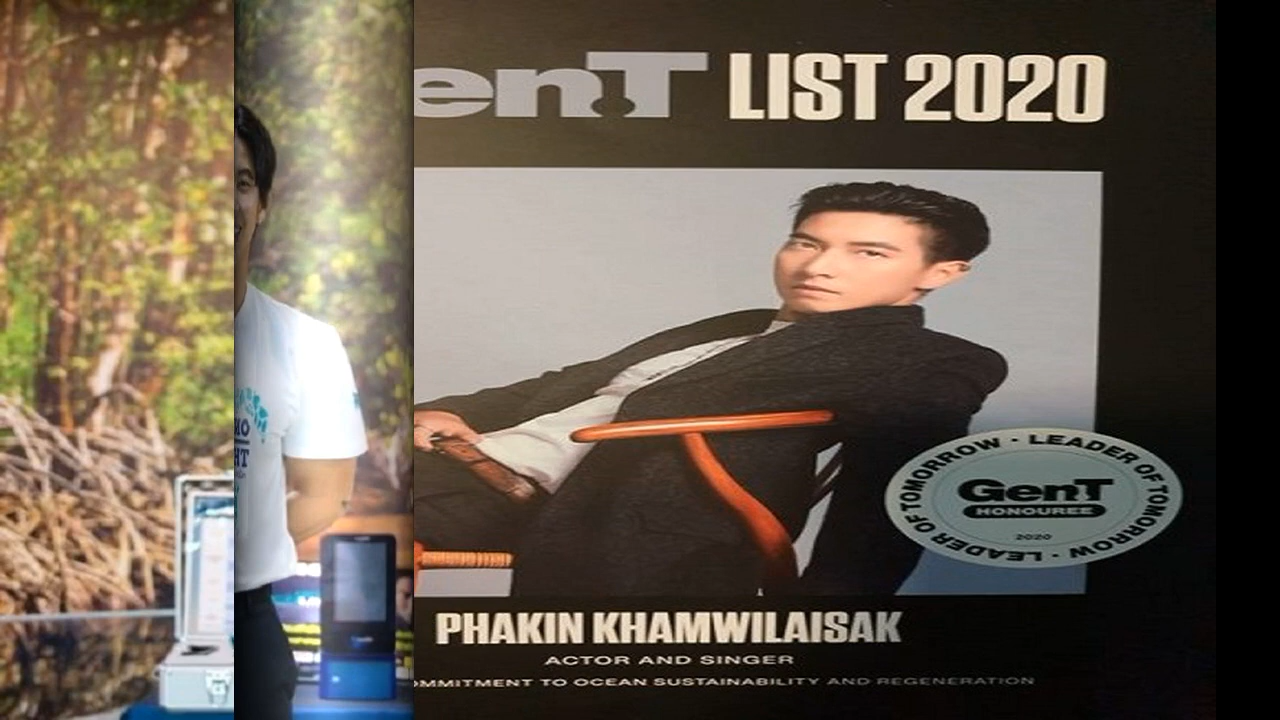 enT LIST 2020
LEADER OF TOMORROW · LEADER OF TOMORROW ·
GenT
HONOUREE
2020
PHAKIN KHAMWILAISAK
ACTOR AND SINGER
OMMITMENT TO OCEAN SUSTAINABILITY AND REGENERATION